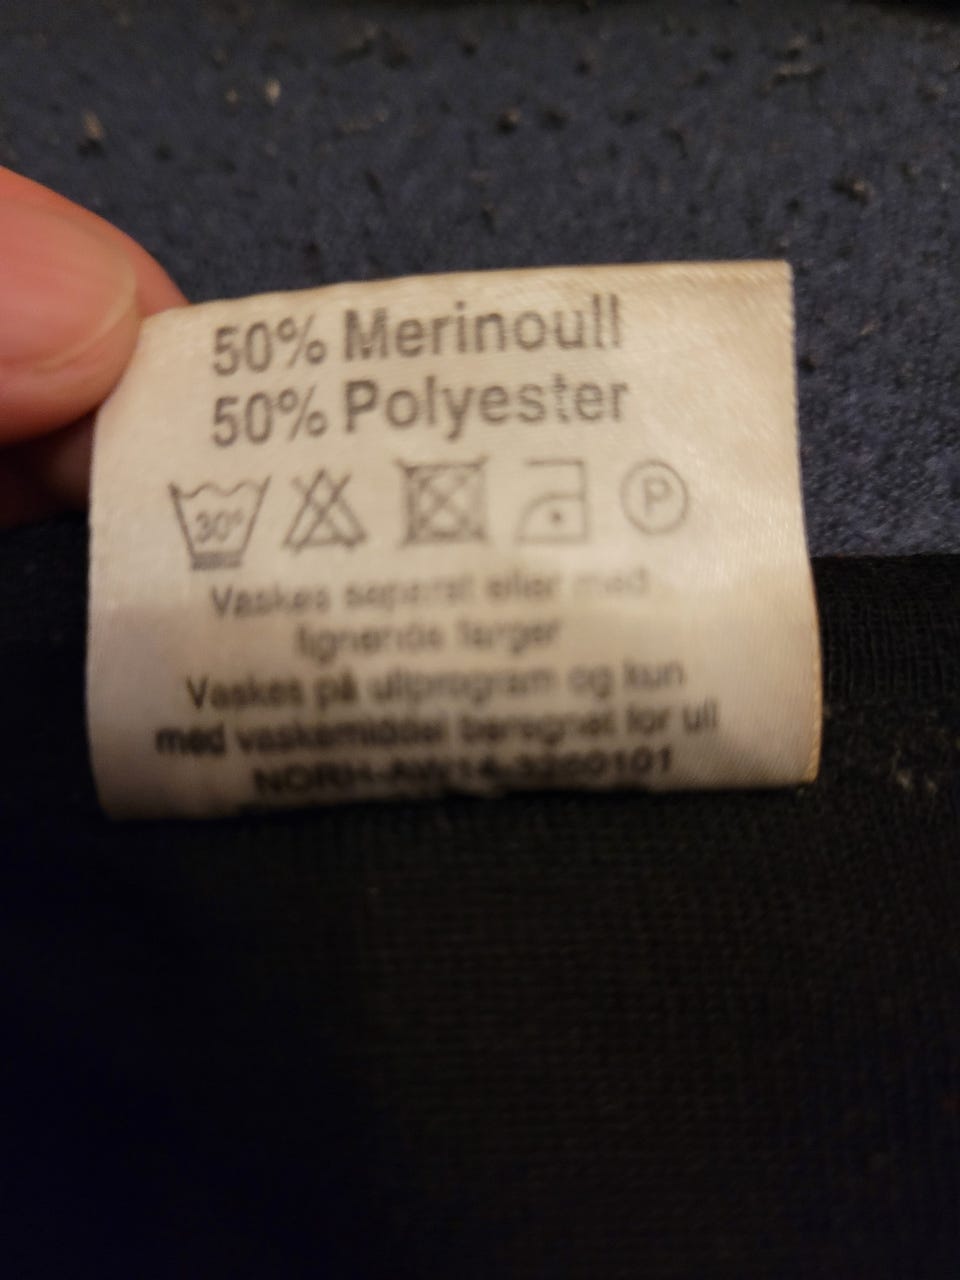 50% Merinoull
50% Polyester
30° P
Vaskes separat eller med
lignende farger
Vaskes på ullprogram og kun
med vaskemiddel beregnet for ull